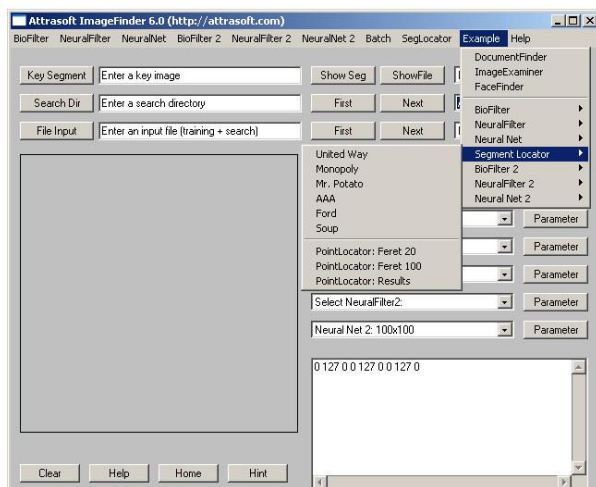 Attrasoft ImageFinder 6.0 (http://attrasoft.com)
BioFilter NeuralFilter NeuralNet BioFilter 2 NeuralFilter 2 NeuralNet 2 Batch SegLocator Example Help
Key Segment Enter a key image Show Seg ShowFile
Search Dir Enter a search directory First Next
File Input Enter an input file (training + search) First Next
DocumentFinder
ImageExaminer
FaceFinder
BioFilter
NeuralFilter
Neural Net
Segment Locator
BioFilter 2
NeuralFilter 2
Neural Net 2
United Way
Monopoly
Mr. Potato
AAA
Ford
Soup
PointLocator: Feret 20
PointLocator: Feret 100
PointLocator: Results
Parameter
Parameter
Parameter
Select NeuralFilter2: Parameter
Neural Net 2: 100x100 Parameter
0 127 0 0 127 0 0 127 0
Clear Help Home Hint